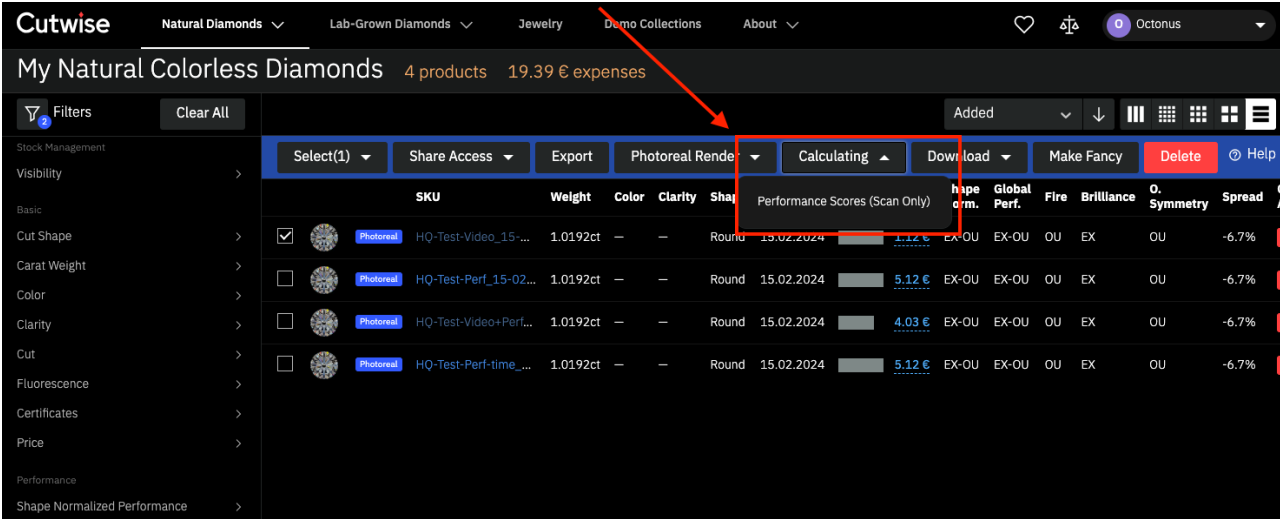 Cutwise
Natural Diamonds
Lab-Grown Diamonds
Jewelry
Demo Collections
About
O
Octonus
My Natural Colorless Diamonds
4 products
19.39 € expenses
2
Filters
Clear All
Added
Stock Management
Visibility
Basic
Cut Shape
Carat Weight
Color
Clarity
Cut
Fluorescence
Certificates
Price
Performance
Shape Normalized Performance
Select(1)
Share Access
Export
Photoreal Render
Calculating
Download
Make Fancy
Delete
Help
Performance Scores (Scan Only)
SKU Weight Color Clarity Shap hape Global Fire Brilliance O. Spread
orm. Perf. Symmetry
Photoreal HQ-Test-Video_15-... 1.0192ct — — Round 15.02.2024 1.12 € EX-OU EX-OU OU EX OU -6.7%
Photoreal HQ-Test-Perf_15-02... 1.0192ct — — Round 15.02.2024 5.12 € EX-OU EX-OU OU EX OU -6.7%
Photoreal HQ-Test-Video+Perf... 1.0192ct — — Round 15.02.2024 4.03 € EX-OU EX-OU OU EX OU -6.7%
Photoreal HQ-Test-Perf-time_... 1.0192ct — — Round 15.02.2024 5.12 € EX-OU EX-OU OU EX OU -6.7%